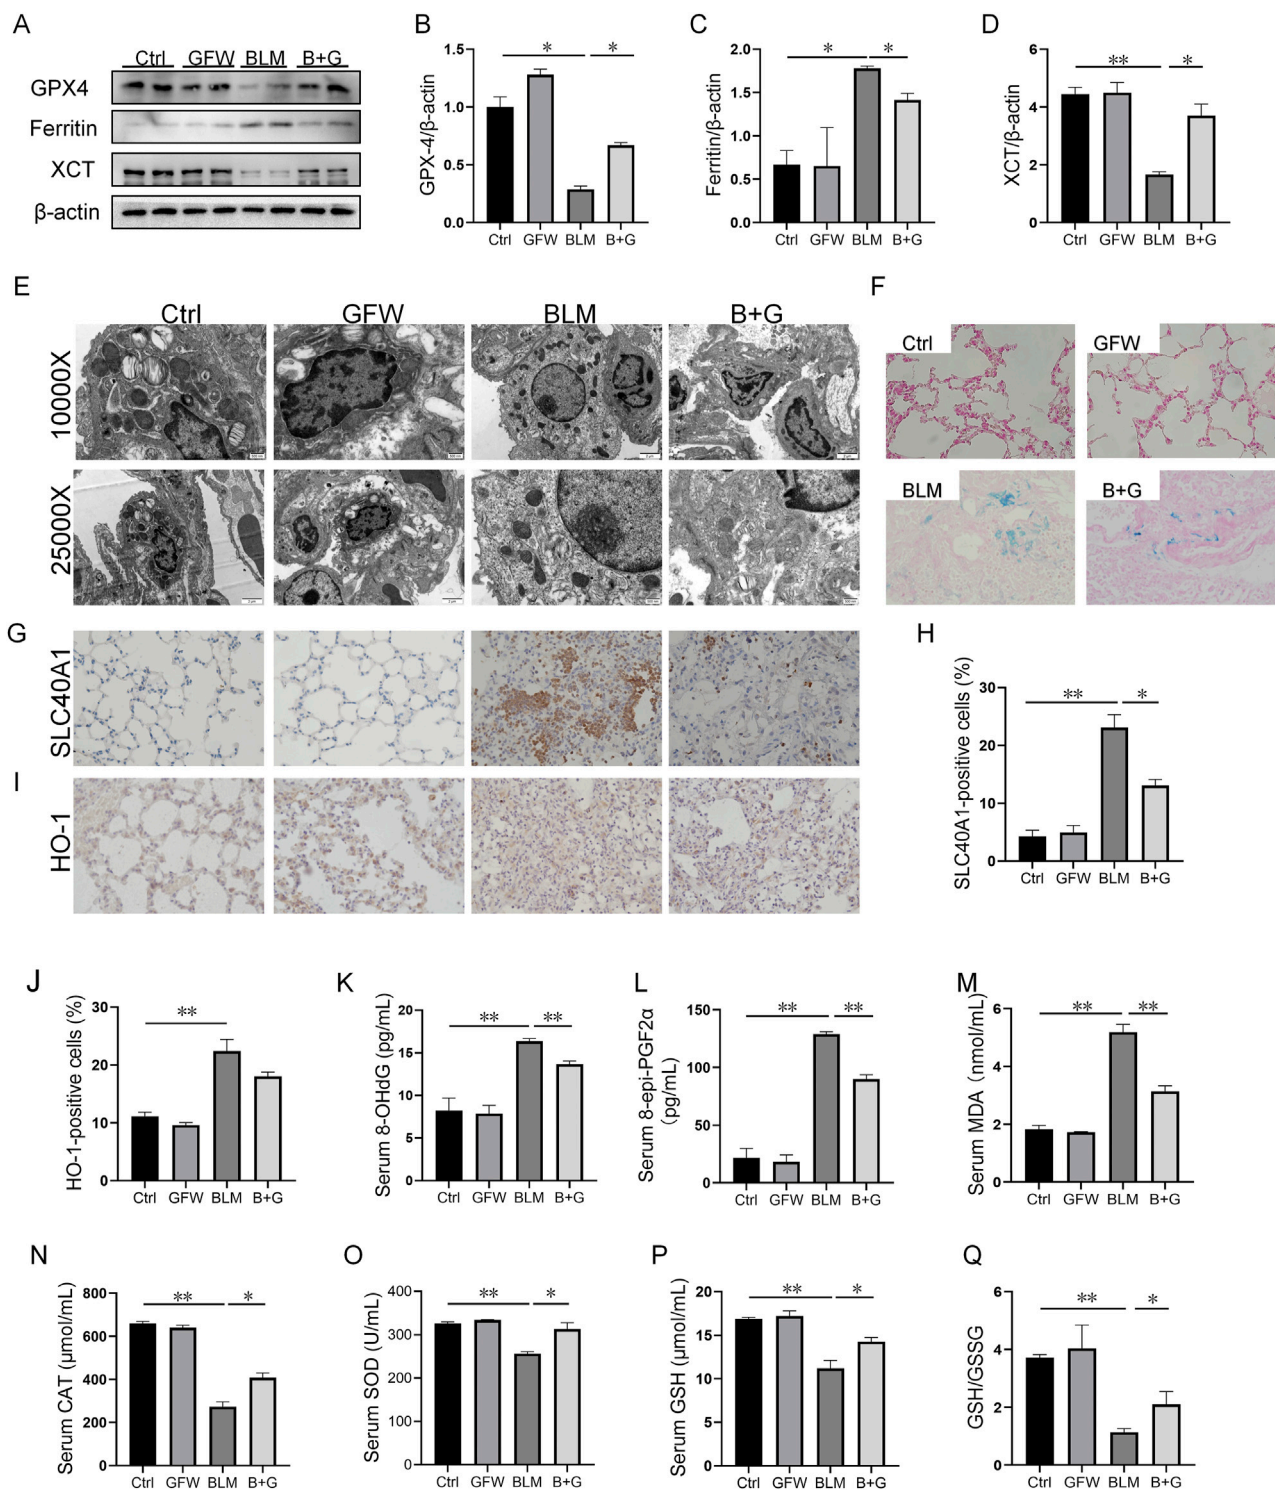 A
Ctrl GFW BLM B+G
GPX4
Ferritin
XCT
β-actin
B
GPX-4/β-actin
1.5
1.0
0.5
0.0
* *
Ctrl GFW BLM B+G
C
Ferritin/β-actin
2.0
1.5
1.0
0.5
0.0
* *
Ctrl GFW BLM B+G
D
XCT/β-actin
6
4
2
0
** *
Ctrl GFW BLM B+G
E
Ctrl GFW BLM B+G
10000X
25000X
F
Ctrl
GFW
BLM
B+G
G
SLC40A1
H
SLC40A1-positive cells (%)
30
20
10
0
** *
Ctrl GFW BLM B+G
I
HO-1
J
HO-1-positive cells (%)
30
20
10
0
**
Ctrl GFW BLM B+G
K
Serum 8-OHdG (pg/mL)
20
15
10
5
0
** **
Ctrl GFW BLM B+G
L
Serum 8-epi-PGF2α
(pg/mL)
150
100
50
0
** **
Ctrl GFW BLM B+G
M
Serum MDA (nmol/mL)
6
4
2
0
** **
Ctrl GFW BLM B+G
N
Serum CAT (μmol/mL)
800
600
400
200
0
** *
Ctrl GFW BLM B+G
O
Serum SOD (U/mL)
400
300
200
100
0
** *
Ctrl GFW BLM B+G
P
Serum GSH (μmol/mL)
20
15
10
5
0
** *
Ctrl GFW BLM B+G
Q
GSH/GSSG
6
4
2
0
** *
Ctrl GFW BLM B+G